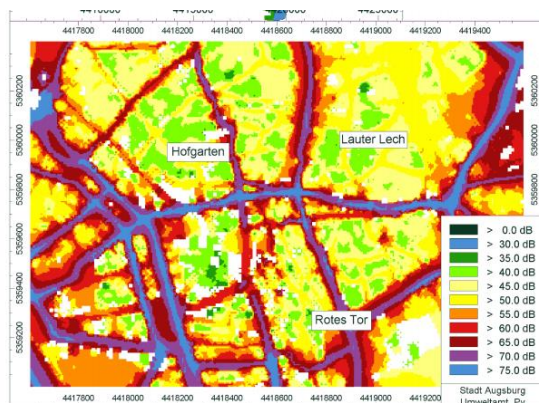 4417800 4418000 4418200 4418400 4418600 4418800 4419000 4419200 4419400
5360200
5360000
5359800
5359600
5359400
5359200
Hofgarten
Lauter Lech
Rotes Tor
> 0.0 dB
> 30.0 dB
> 35.0 dB
> 40.0 dB
> 45.0 dB
> 50.0 dB
> 55.0 dB
> 60.0 dB
> 65.0 dB
> 70.0 dB
> 75.0 dB
Stadt Augsburg
Umweltamt, Py
4417800 4418000 4418200 4418400 4418600 4418800 4419000